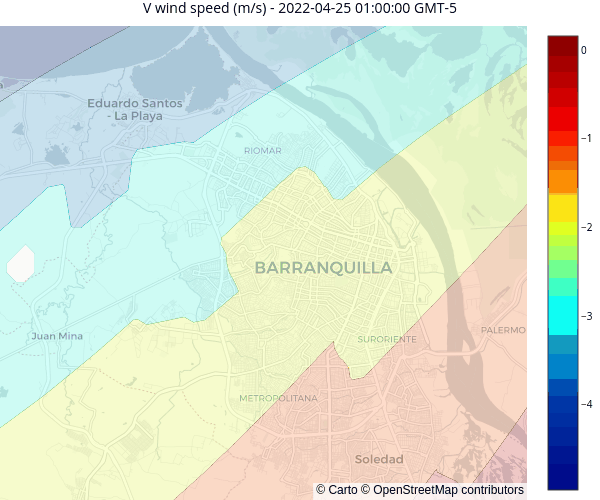 V wind speed (m/s) - 2022-04-25 01:00:00 GMT-5
0
Eduardo Santos
- La Playa
−1
RIOMAR
−2
BARRANQUILLA
−3
PALERMO
Juan Mina
SURORIENTE
METROPOLITANA
−4
Soledad
© Carto © OpenStreetMap contributors